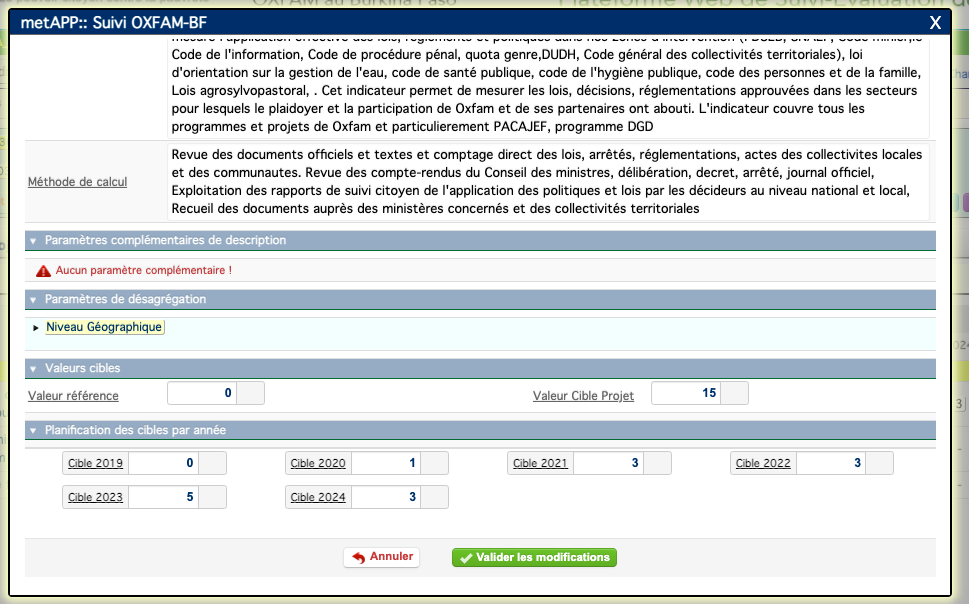 OXFAM au Burkina Faso
metAPP:: Suivi OXFAM-BF
X
mesure l'application effective des lois, réglements et politiques dans nos zones d'intervention
Code de l'information, Code de procédure pénal, quota genre,DUDH, Code général des collectivités territoriales), loi
d'orientation sur la gestion de l'eau, code de santé publique, code de l'hygiène publique, code des personnes et de la famille,
Lois agrosylvopastoral, . Cet indicateur permet de mesurer les lois, décisions, réglementations approuvées dans les secteurs
pour lesquels le plaidoyer et la participation de Oxfam et de ses partenaires ont abouti. L'indicateur couvre tous les
programmes et projets de Oxfam et particulierement PACAJEF, programme DGD
Méthode de calcul
Revue des documents officiels et textes et comptage direct des lois, arrêtés, réglementations, actes des collectivites locales
et des communautes. Revue des compte-rendus du Conseil des ministres, délibération, decret, arrêté, journal officiel,
Exploitation des rapports de suivi citoyen de l'application des politiques et lois par les décideurs au niveau national et local,
Recueil des documents auprès des ministères concernés et des collectivités territoriales
Paramètres complémentaires de description
Aucun paramètre complémentaire !
Paramètres de désagrégation
Niveau Géographique
Valeurs cibles
Valeur référence 0 Valeur Cible Projet 15
Planification des cibles par année
Cible 2019 0 Cible 2020 1 Cible 2021 3 Cible 2022 3
Cible 2023 5 Cible 2024 3
Annuler Valider les modifications